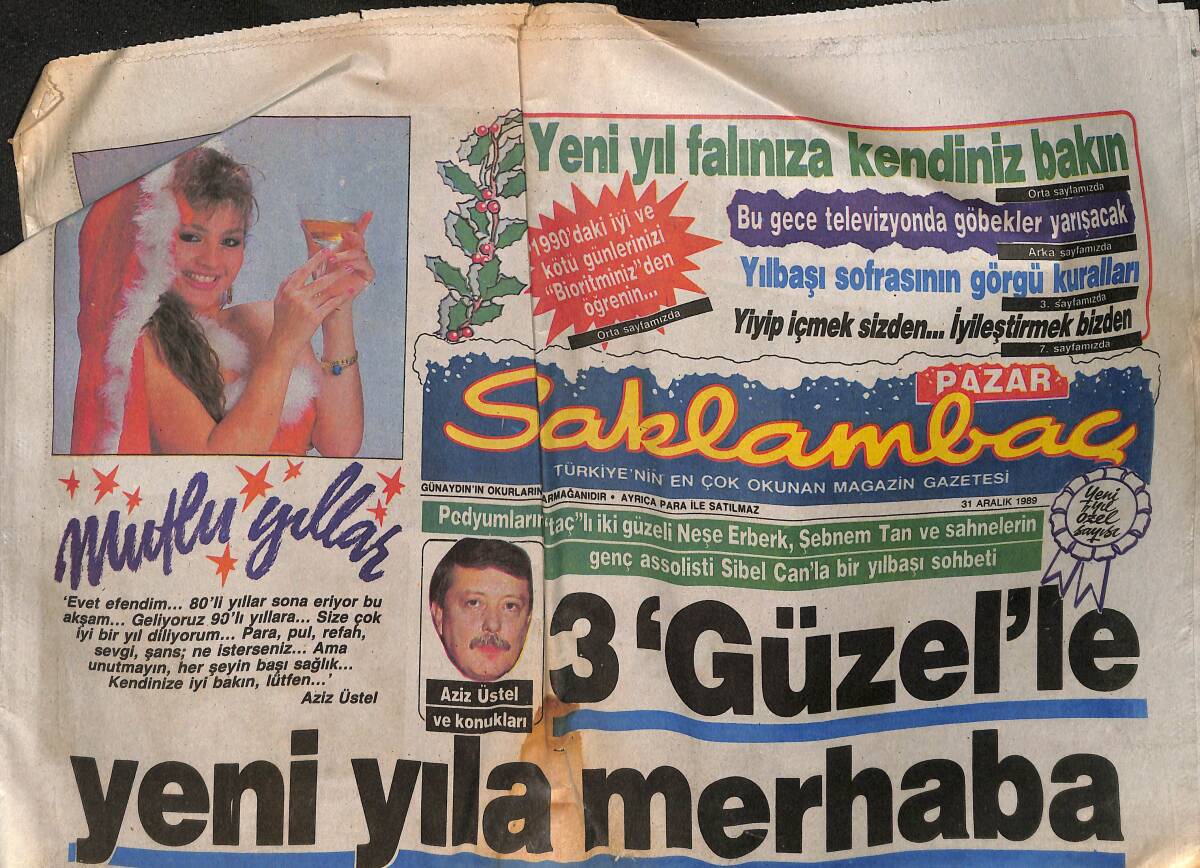 Yeni yıl falınıza kendiniz bakın
Orta sayfamızda
1990'daki iyi ve
kötü günlerinizi
"Bioritminiz"den
öğrenin...
Orta sayfamızda
Bu gece televizyonda göbekler yarışacak
Arka sayfamızda
Yılbaşı sofrasının görgü kuralları
3. sayfamızda
Yiyip içmek sizden... İyileştirmek bizden
7. sayfamızda
PAZAR
Saklambaç
TÜRKİYE'NİN EN ÇOK OKUNAN MAGAZİN GAZETESİ
GÜNAYDIN'IN OKURLARIN ARMAĞANIDIR • AYRICA PARA İLE SATILMAZ
31 ARALIK 1989
Yeni
yıl
özel
sayısı
Mutlu yıllar
'Evet efendim... 80'li yıllar sona eriyor bu
akşam... Geliyoruz 90'lı yıllara... Size çok
iyi bir yıl diliyorum... Para, pul, refah,
sevgi, şans; ne isterseniz... Ama
unutmayın, her şeyin başı sağlık...
Kendinize iyi bakın, lütfen...'
Aziz Üstel
Podyumların taç"lı iki güzeli Neşe Erberk, Şebnem Tan ve sahnelerin
genç assolisti Sibel Can'la bir yılbaşı sohbeti
Aziz Üstel
ve konukları
3 'Güzel'le
yeni yıla merhaba